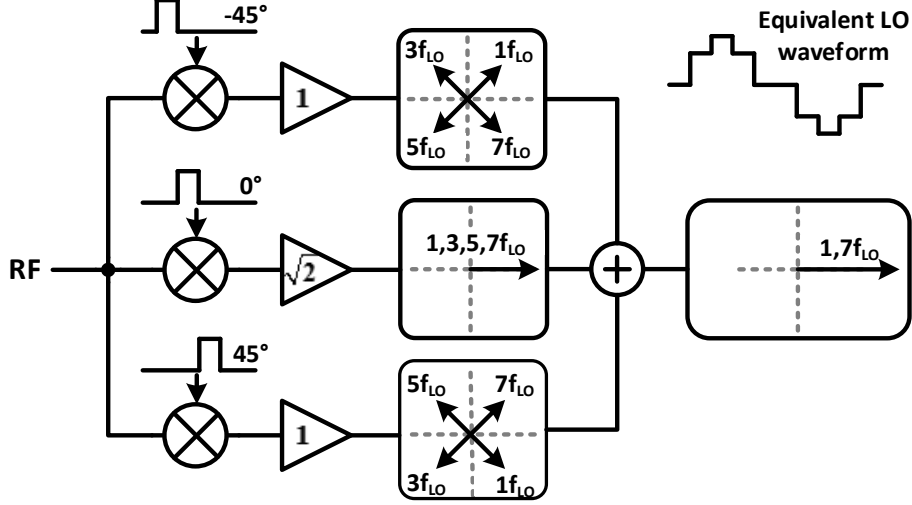 -45°
Equivalent LO
waveform
1
3fLO 1fLO
5fLO 7fLO
0°
RF
√2
1,3,5,7fLO
1,7fLO
45°
1
5fLO 7fLO
3fLO 1fLO